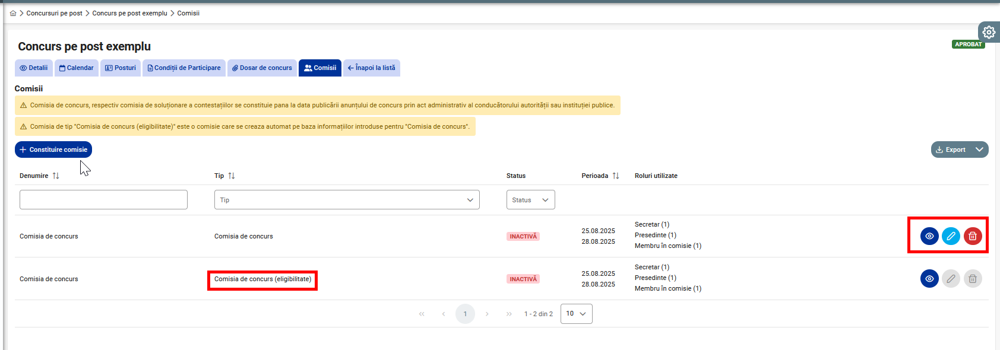 Concursuri pe post > Concurs pe post exemplu > Comisii
Concurs pe post exemplu
APROBAT
Detalii Calendar Posturi Condiții de Participare Dosar de concurs Comisii Înapoi la listă
Comisii
Comisia de concurs, respectiv comisia de soluționare a contestațiilor se constituie pana la data publicării anunțului de concurs prin act administrativ al conducătorului autorității sau instituției publice.
Comisia de tip "Comisia de concurs (eligibilitate)" este o comisie care se creaza automat pe baza informațiilor introduse pentru "Comisia de concurs".
Constituire comisie
Export
Denumire Tip Status Perioada Roluri utilizate
Tip Status
Comisia de concurs Comisia de concurs INACTIVĂ
25.08.2025
28.08.2025
Secretar (1)
Presedinte (1)
Membru în comisie (1)
Comisia de concurs Comisia de concurs (eligibilitate) INACTIVĂ
25.08.2025
28.08.2025
Secretar (1)
Presedinte (1)
Membru în comisie (1)
« ‹ 1 › » 1 - 2 din 2 10